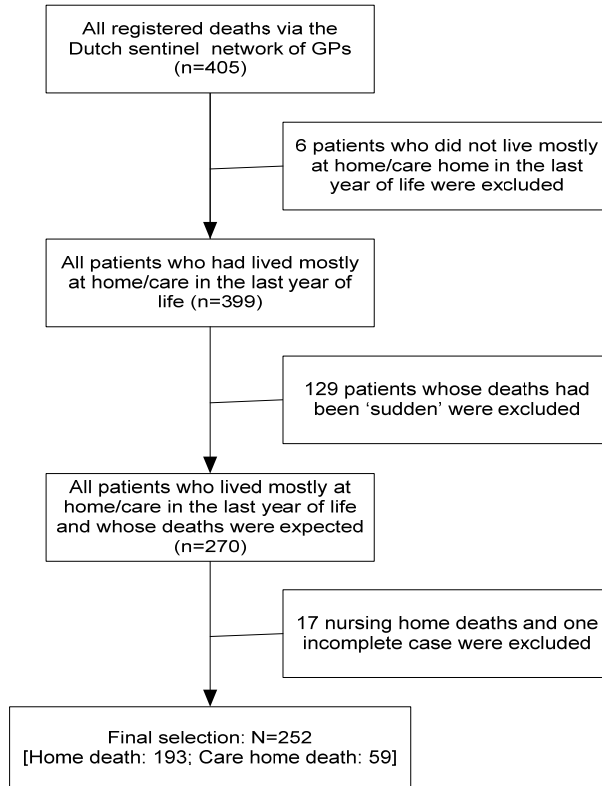 All registered deaths via the
Dutch sentinel network of GPs
(n=405)
6 patients who did not live mostly
at home/care home in the last
year of life were excluded
All patients who had lived mostly
at home/care in the last year of
life (n=399)
129 patients whose deaths had
been ‘sudden’ were excluded
All patients who lived mostly at
home/care in the last year of life
and whose deaths were expected
(n=270)
17 nursing home deaths and one
incomplete case were excluded
Final selection: N=252
[Home death: 193; Care home death: 59]